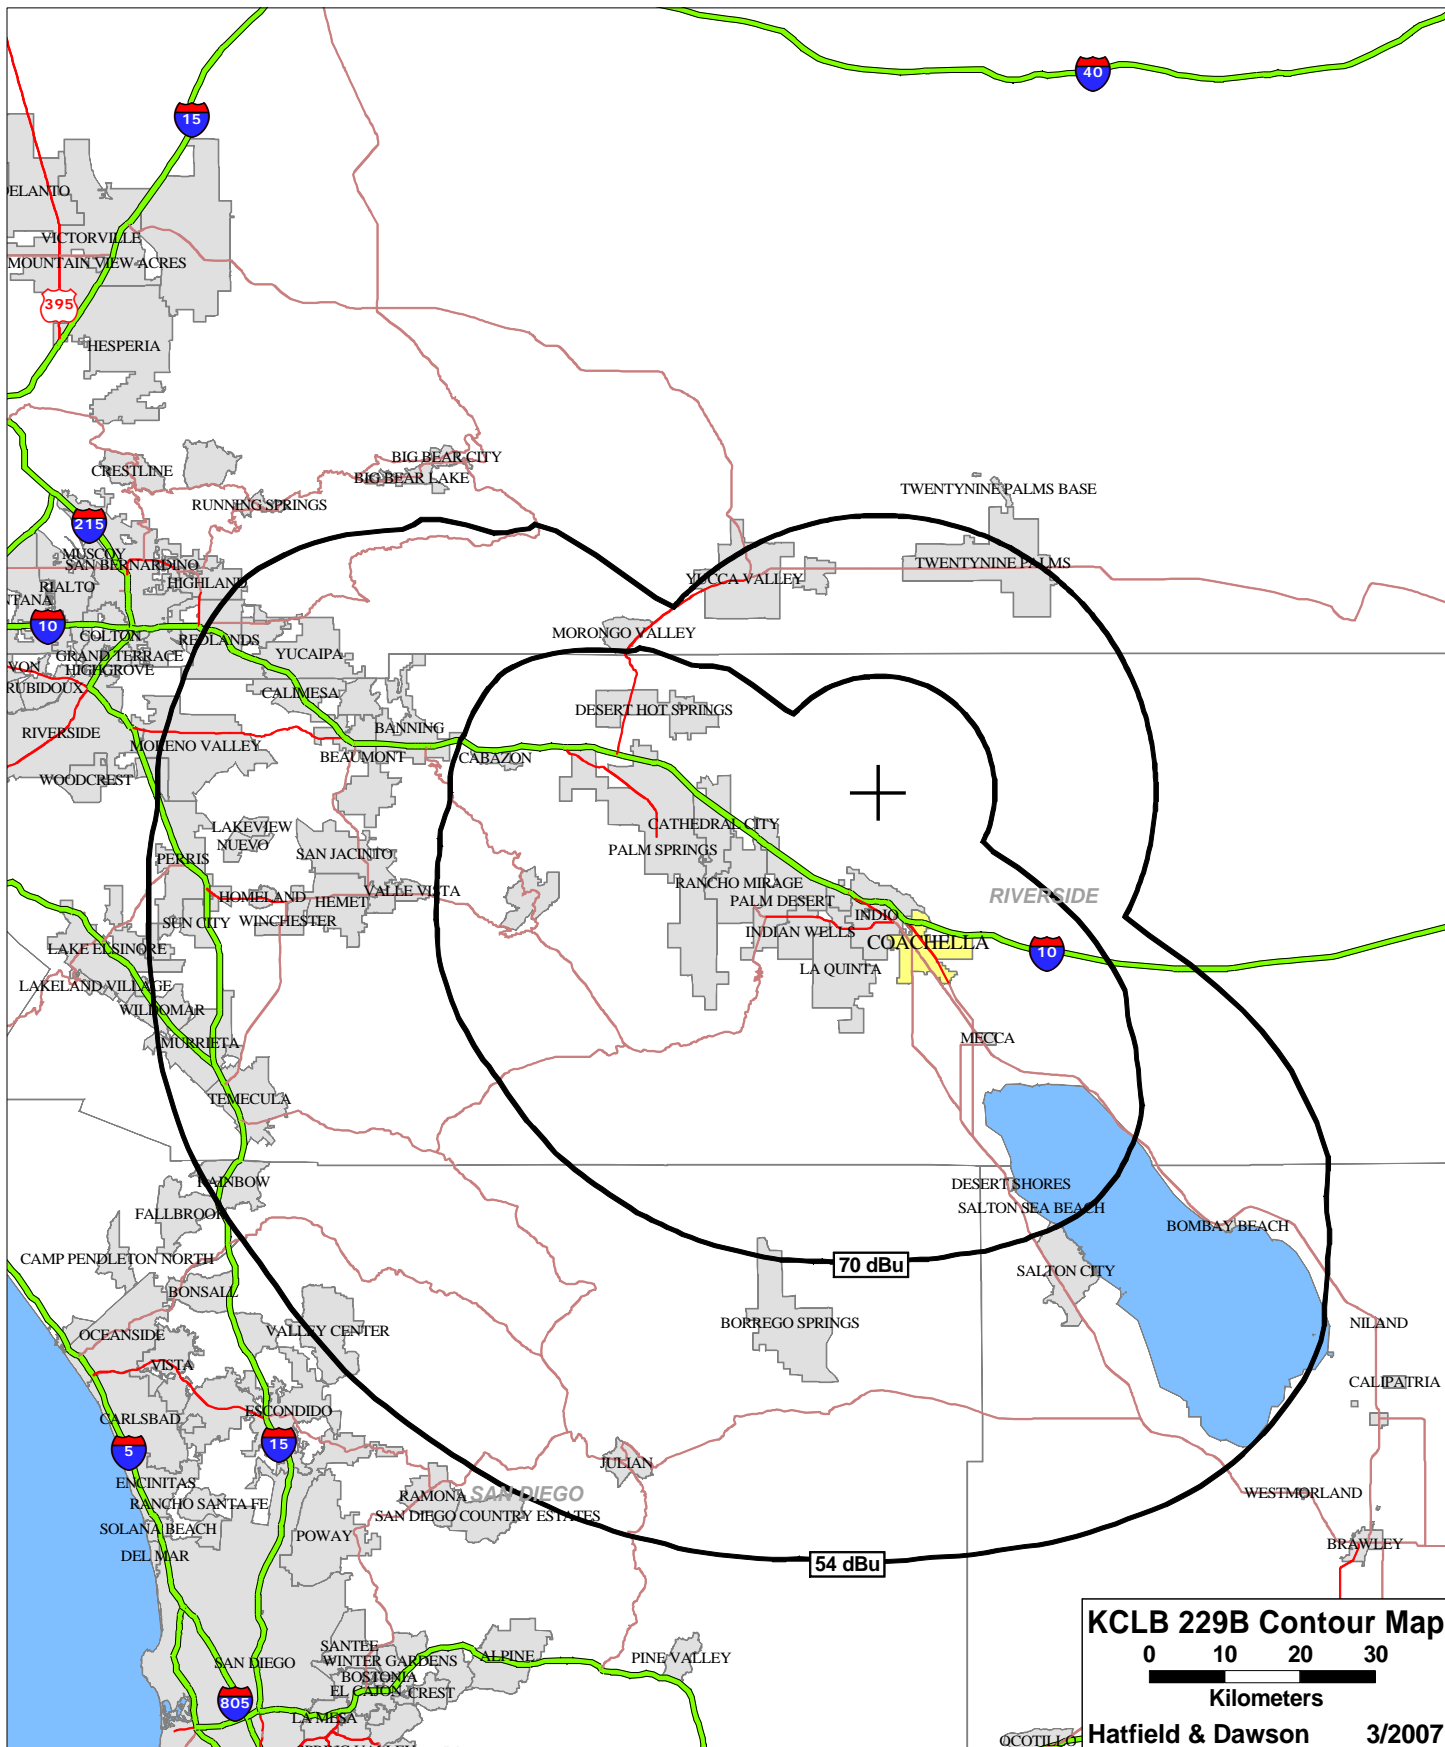 40
15
DELANTO
VICTORVILLE
MOUNTAIN VIEW ACRES
395
HESPERIA
BIG BEAR CITY
CRESTLINE
BIG BEAR LAKE
TWENTYNINE PALMS BASE
RUNNING SPRINGS
215
MUSCOY
SAN BERNARDINO
TWENTYNINE PALMS
YUCCA VALLEY
HIGHLAND
RIALTO
NTANA
10
MORONGO VALLEY
COLTON
REDLANDS
GRAND TERRACE
YUCAIPA
VON
HIGHGROVE
RUBIDOUX
CALIMESA
DESERT HOT SPRINGS
BANNING
RIVERSIDE
MORENO VALLEY
BEAUMONT
CABAZON
WOODCREST
LAKEVIEW
NUEVO
CATHEDRAL CITY
PERRIS
SAN JACINTO
PALM SPRINGS
RANCHO MIRAGE
VALLE VISTA
HOMELAND
HEMET
PALM DESERT
RIVERSIDE
SUN CITY
WINCHESTER
INDIO
INDIAN WELLS
COACHELLA
LAKE ELSINORE
10
LA QUINTA
LAKELAND VILLAGE
WILDOMAR
MURRIETA
MECCA
TEMECULA
RAINBOW
DESERT SHORES
FALLBROOK
SALTON SEA BEACH
BOMBAY BEACH
CAMP PENDLETON NORTH
70 dBu
SALTON CITY
BONSALL
OCEANSIDE
VALLEY CENTER
BORREGO SPRINGS
NILAND
VISTA
CALIPATRIA
CARLSBAD
ESCONDIDO
5
15
JULIAN
ENCINITAS
RAMONA
SAN DIEGO
WESTMORLAND
RANCHO SANTA FE
SAN DIEGO COUNTRY ESTATES
SOLANA BEACH
POWAY
BRAWLEY
DEL MAR
54 dBu
SANTEE
SAN DIEGO
WINTER GARDENS
ALPINE
PINE VALLEY
BOSTONIA
EL CAJON
CREST
805
LA MESA
OCOTILLO
KCLB 229B Contour Map
0 10 20 30
Kilometers
Hatfield & Dawson 3/2007